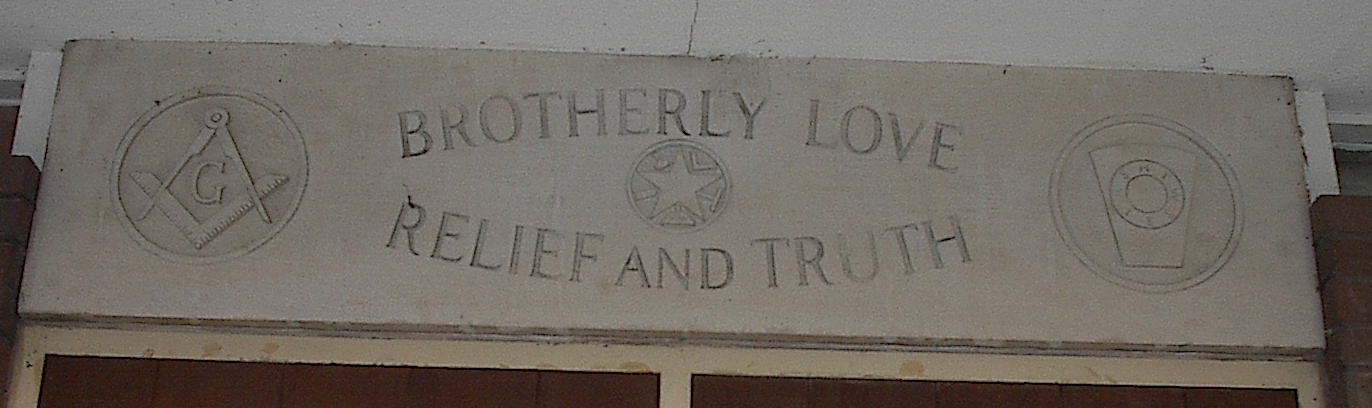 BROTHERLY LOVE
RELIEF AND TRUTH
G